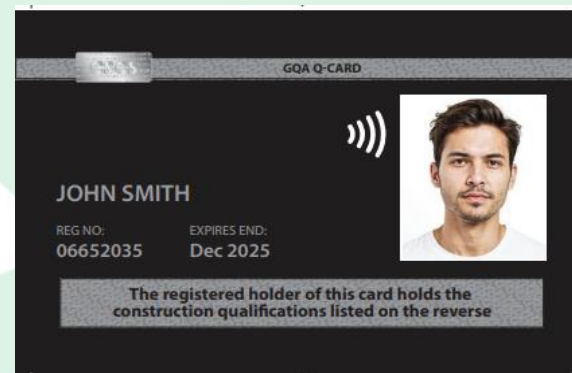 GQA Q-CARD
JOHN SMITH
REG NO: EXPIRES END:
06652035 Dec 2025
The registered holder of this card holds the
construction qualifications listed on the reverse